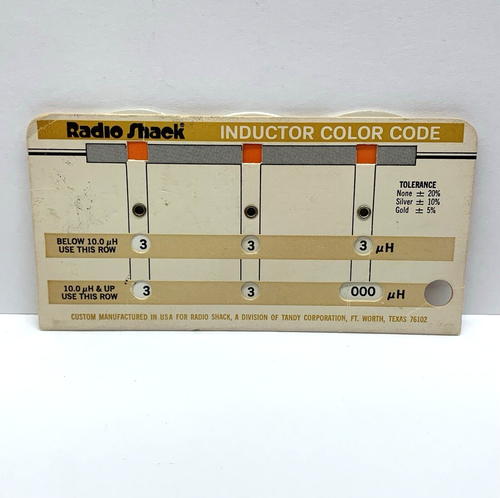 Radio Shack INDUCTOR COLOR CODE
TOLERANCE
None ± 20%
Silver ± 10%
Gold ± 5%
BELOW 10.0 µH
USE THIS ROW
3 3 3 µH
10.0 µH & UP
USE THIS ROW
3 3 000 µH
CUSTOM MANUFACTURED IN USA FOR RADIO SHACK, A DIVISION OF TANDY CORPORATION, FT. WORTH, TEXAS 76102